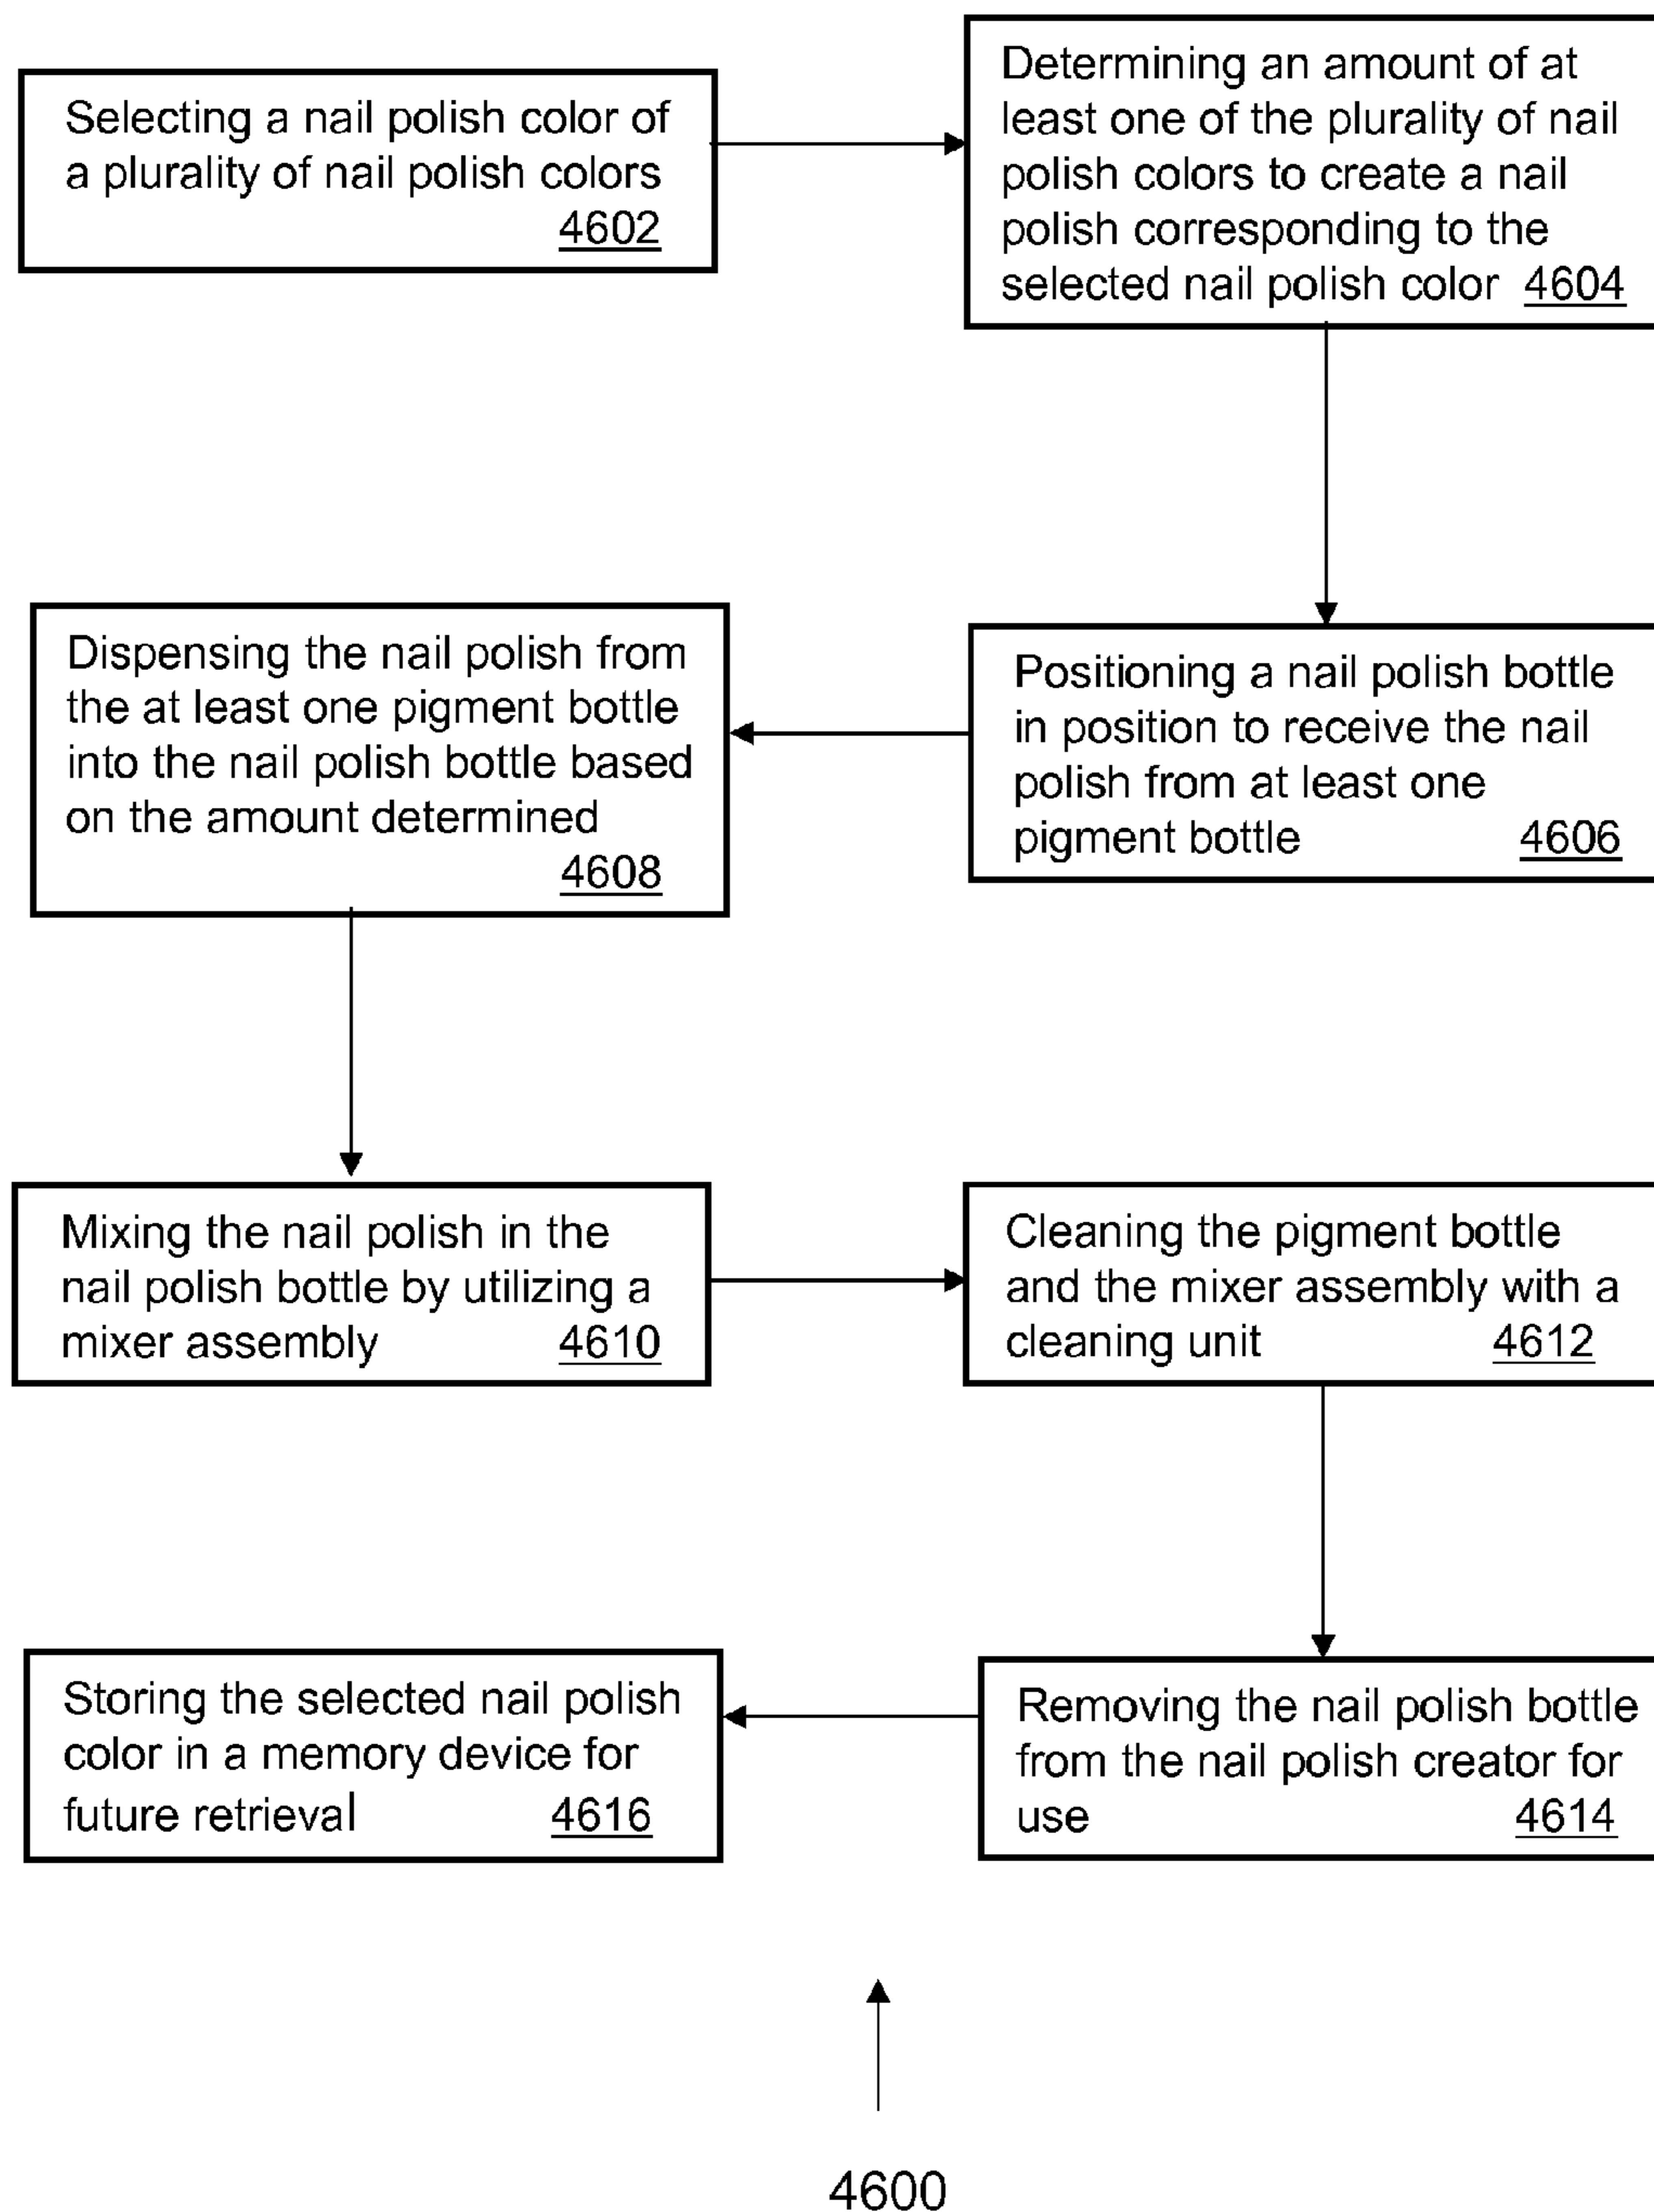 Selecting a nail polish color of
a plurality of nail polish colors
4602
Determining an amount of at
least one of the plurality of nail
polish colors to create a nail
polish corresponding to the
selected nail polish color 4604
Positioning a nail polish bottle
in position to receive the nail
polish from at least one
pigment bottle 4606
Dispensing the nail polish from
the at least one pigment bottle
into the nail polish bottle based
on the amount determined
4608
Mixing the nail polish in the
nail polish bottle by utilizing a
mixer assembly 4610
Cleaning the pigment bottle
and the mixer assembly with a
cleaning unit 4612
Removing the nail polish bottle
from the nail polish creator for
use 4614
Storing the selected nail polish
color in a memory device for
future retrieval 4616
4600